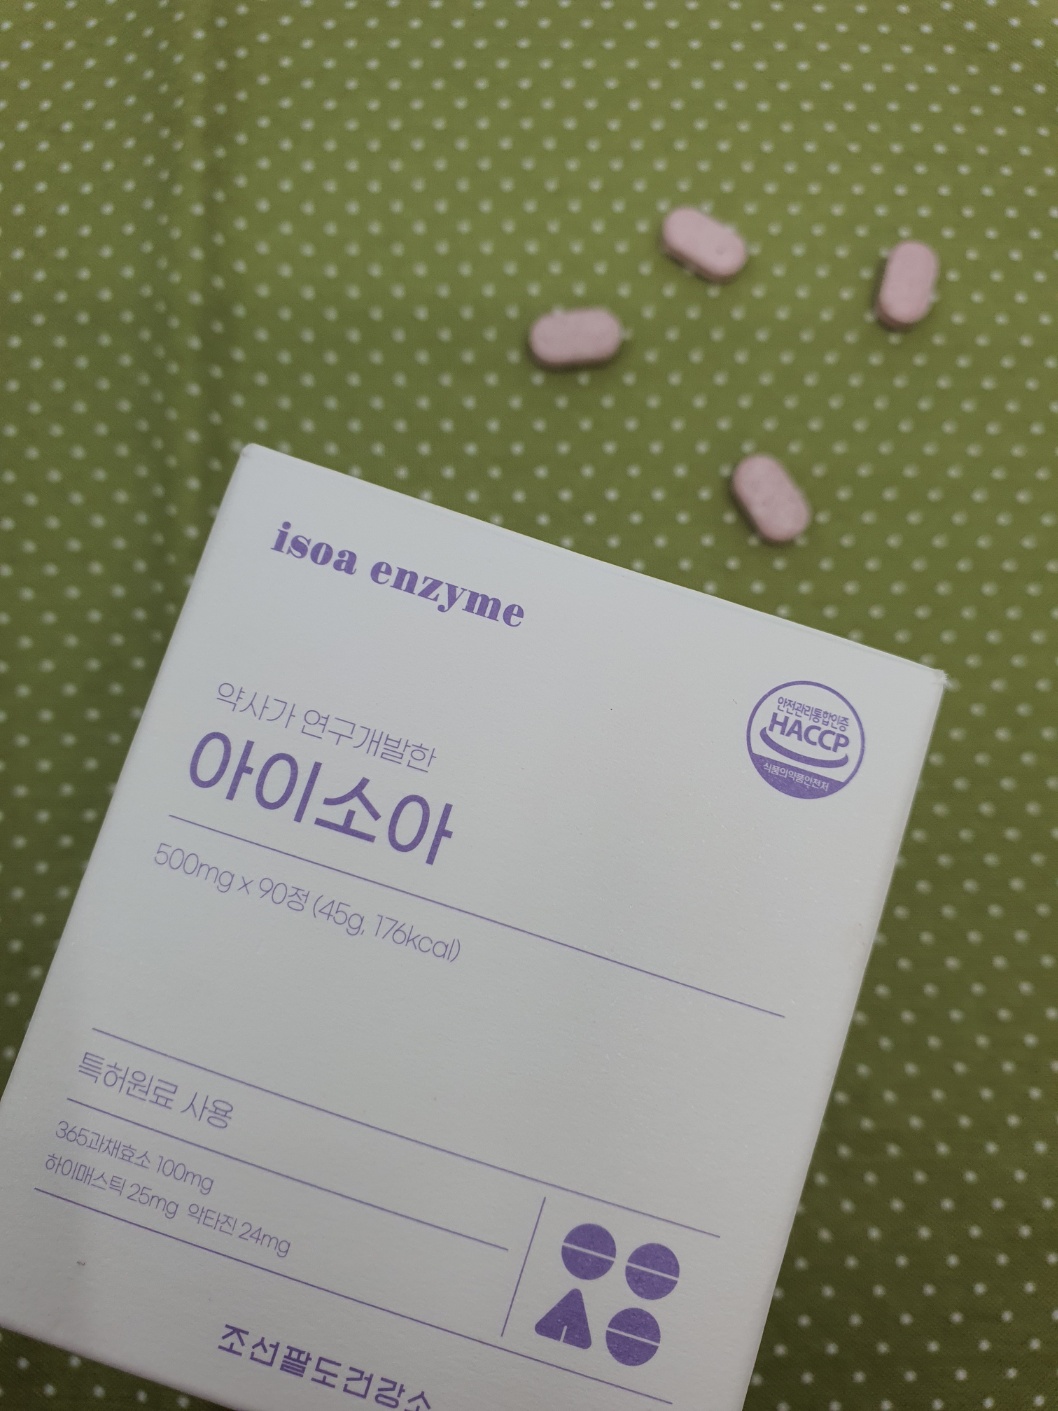 isoa enzyme
약사가 연구개발한
아이소아
안전관리통합인증
HACCP
식품의약품안전처
500mg x 90정 (45g, 176kcal)
특허원료 사용
365과채효소 100mg
하이매스틱 25mg 악타진 24mg
조선팔도건강소